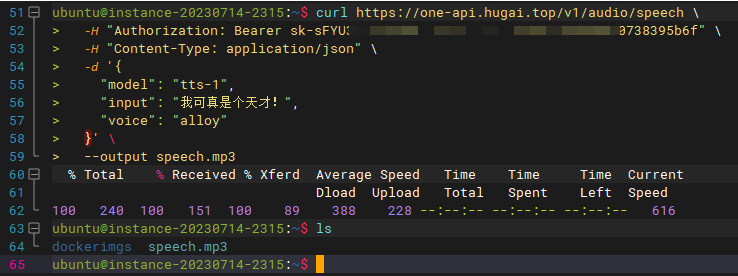 51 ubuntu@instance-20230714-2315:~$ curl https://one-api.hugai.top/v1/audio/speech \
52 > -H "Authorization: Bearer sk-sFYU3 0738395b6f" \
53 > -H "Content-Type: application/json" \
54 > -d '{
55 > "model": "tts-1",
56 > "input": "我可真是个天才！",
57 > "voice": "alloy"
58 > }' \
59 > --output speech.mp3
60 % Total % Received % Xferd Average Speed Time Time Time Current
61 Dload Upload Total Spent Left Speed
62 100 240 100 151 100 89 388 228 --:--:-- --:--:-- --:--:-- 616
63 ubuntu@instance-20230714-2315:~$ ls
64 dockerimgs speech.mp3
65 ubuntu@instance-20230714-2315:~$